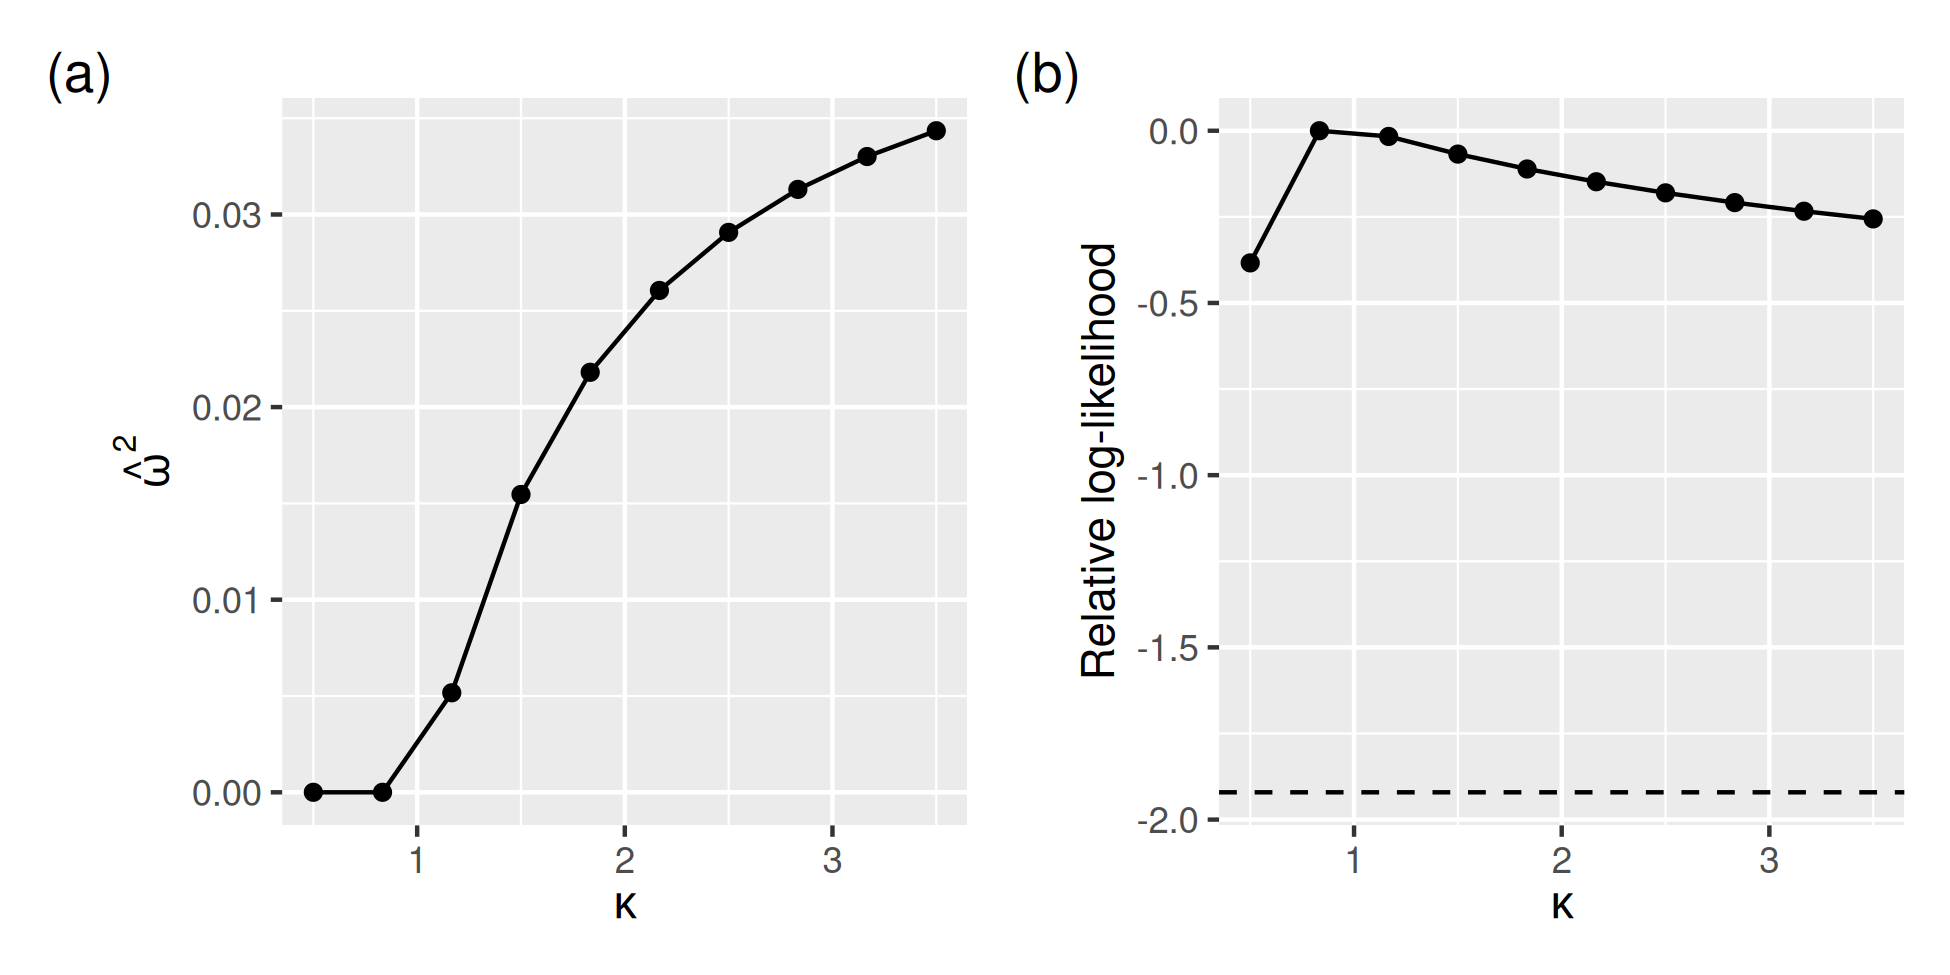 (a)
0.03
0.02
0.01
0.00
ω̂²
1 2 3
κ
(b)
0.0
-0.5
-1.0
-1.5
-2.0
Relative log-likelihood
1 2 3
κ